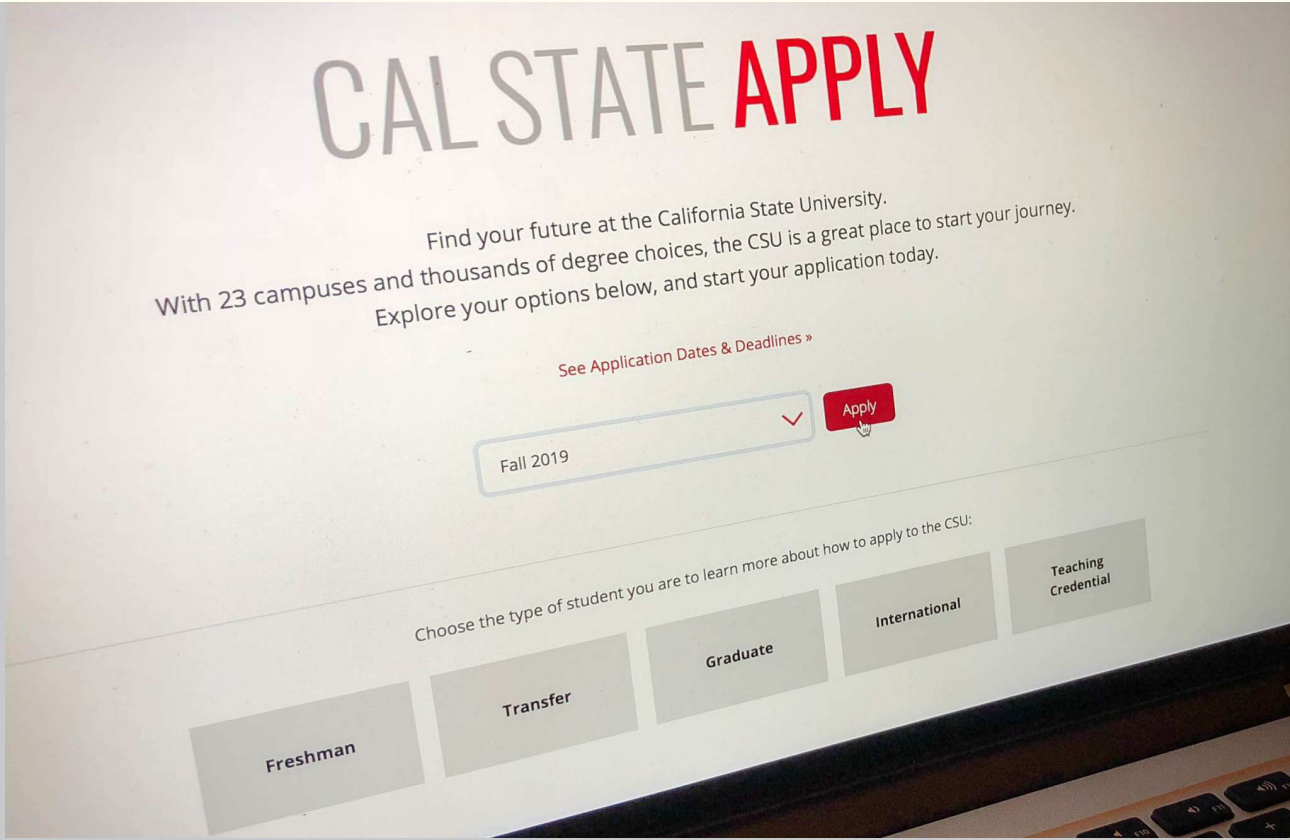 CAL STATE APPLY
Find your future at the California State University.
With 23 campuses and thousands of degree choices, the CSU is a great place to start your journey.
Explore your options below, and start your application today.
See Application Dates & Deadlines »
Fall 2019
Apply
Choose the type of student you are to learn more about how to apply to the CSU:
Freshman
Transfer
Graduate
International
Teaching
Credential
F10
F11
+